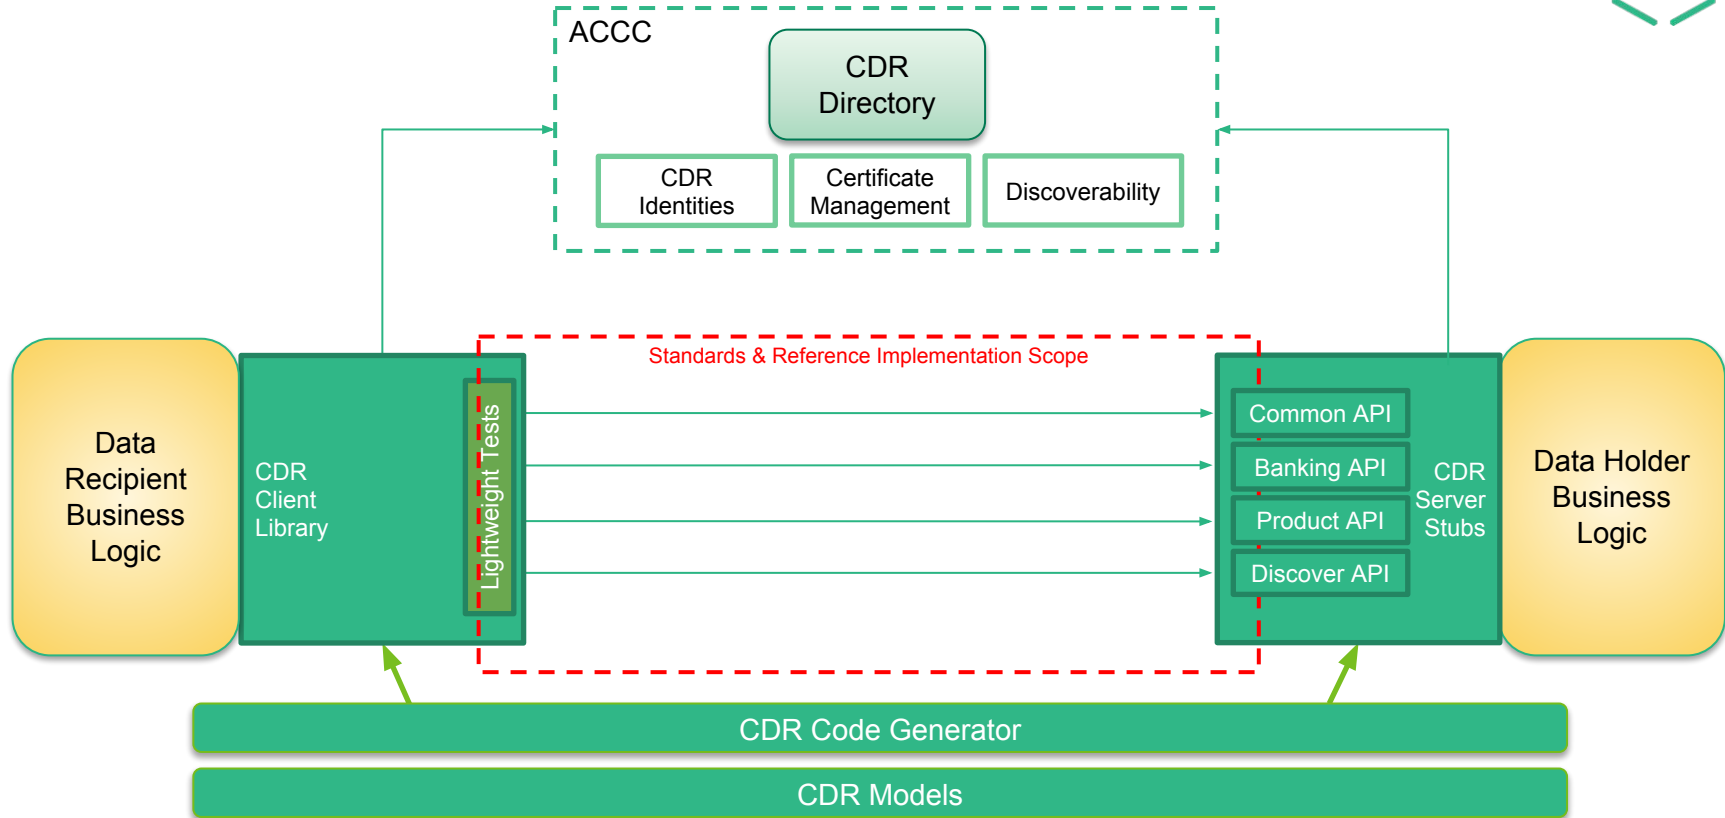 ACCC
CDR
Directory
CDR
Identities
Certificate
Management
Discoverability
Standards & Reference Implementation Scope
Data
Recipient
Business
Logic
CDR
Client
Library
Lightweight Tests
Common API
Banking API
Product API
Discover API
CDR
Server
Stubs
Data Holder
Business
Logic
CDR Code Generator
CDR Models